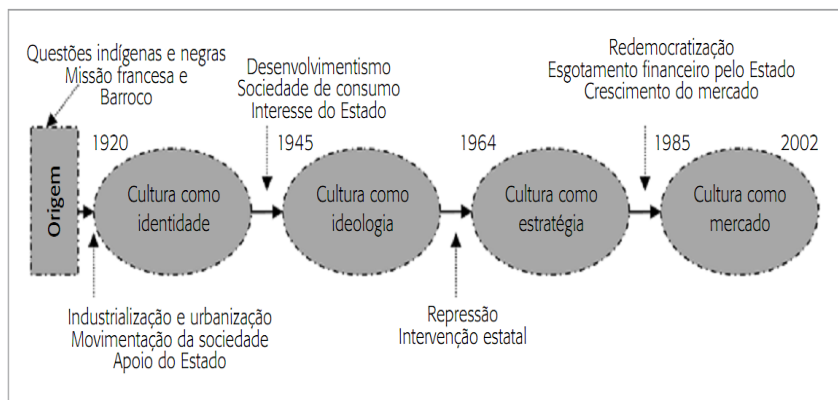 Questões indígenas e negras
Missão francesa e
Barroco
Desenvolvimentismo
Sociedade de consumo
Interesse do Estado
Redemocratização
Esgotamento financeiro pelo Estado
Crescimento do mercado
1920
1945
1964
1985
2002
Origem
Cultura como
identidade
Cultura como
ideologia
Cultura como
estratégia
Cultura como
mercado
Industrialização e urbanização
Movimentação da sociedade
Apoio do Estado
Repressão
Intervenção estatal